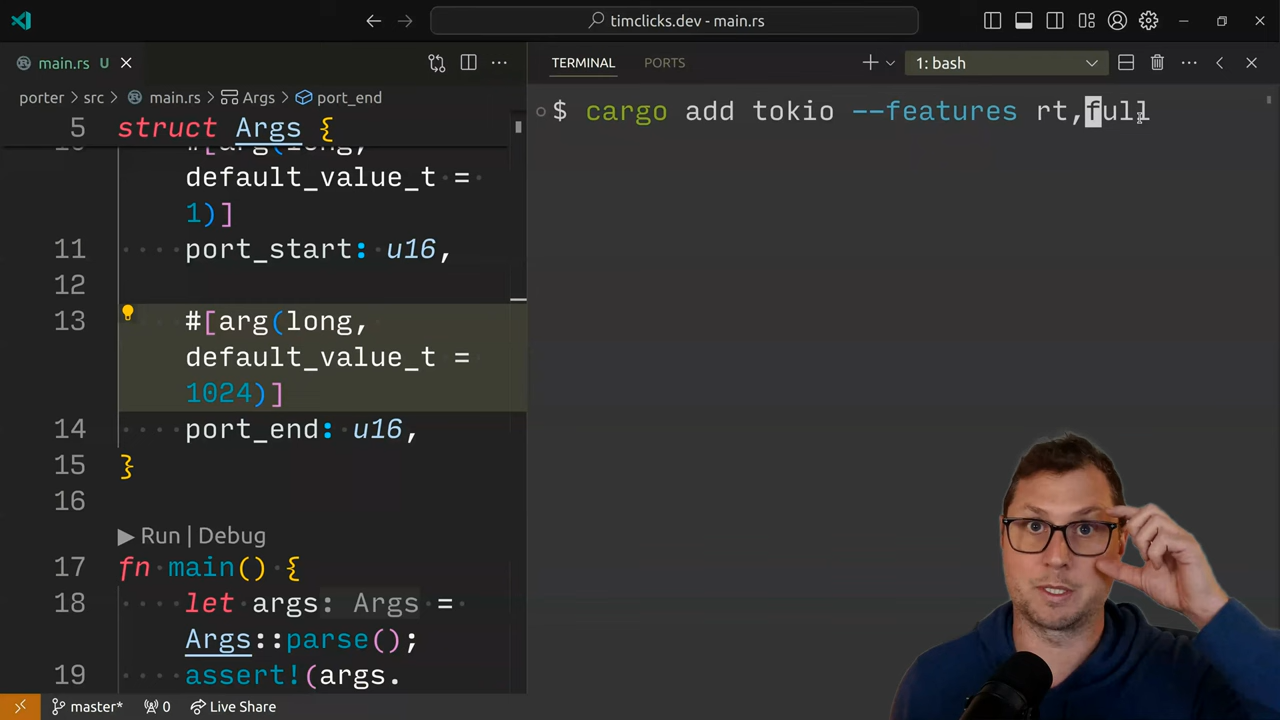 timclicks.dev - main.rs
main.rs U
TERMINAL
PORTS
1: bash
porter > src > main.rs > Args > port_end
5 struct Args {
#[arg(long,
default_value_t =
1)]
11 port_start: u16,
12
13 #[arg(long,
default_value_t =
1024)]
14 port_end: u16,
15 }
16
Run | Debug
17 fn main() {
18 let args: Args =
Args::parse();
19 assert!(args.
$ cargo add tokio --features rt,full
master* 0 Live Share